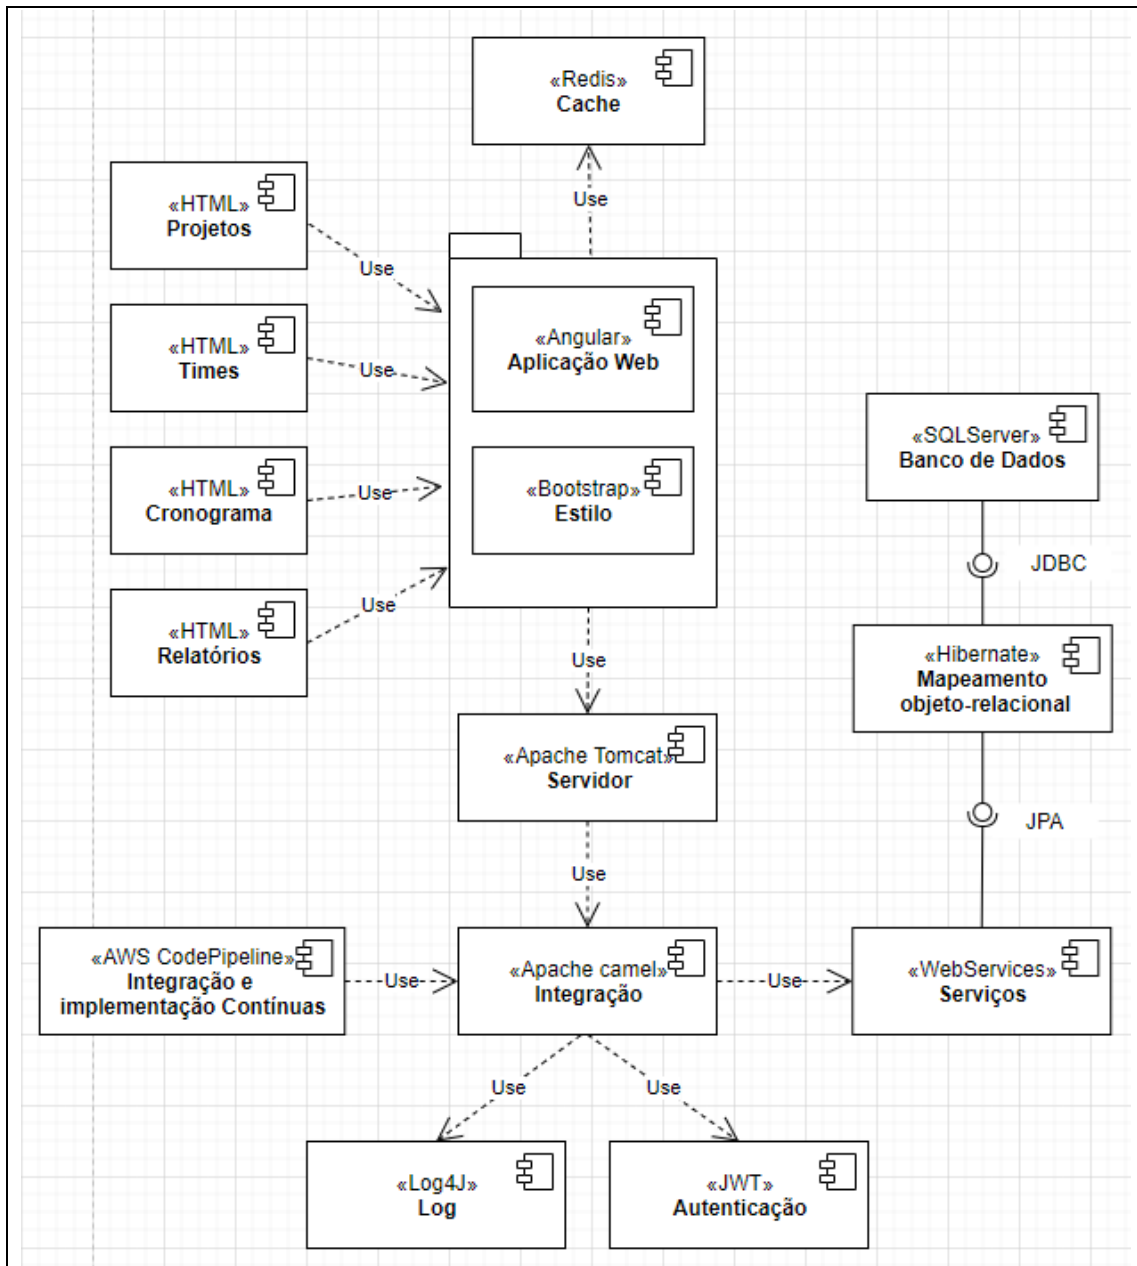 «Redis»
Cache
Use
«HTML»
Projetos
Use
«HTML»
Times
Use
«Angular»
Aplicação Web
«HTML»
Cronograma
Use
«Bootstrap»
Estilo
«SQLServer»
Banco de Dados
JDBC
«HTML»
Relatórios
Use
Use
«Hibernate»
Mapeamento
objeto-relacional
«Apache Tomcat»
Servidor
JPA
Use
«AWS CodePipeline»
Integração e
implementação Contínuas
Use
«Apache camel»
Integração
Use
«WebServices»
Serviços
Use
Use
«Log4J»
Log
«JWT»
Autenticação